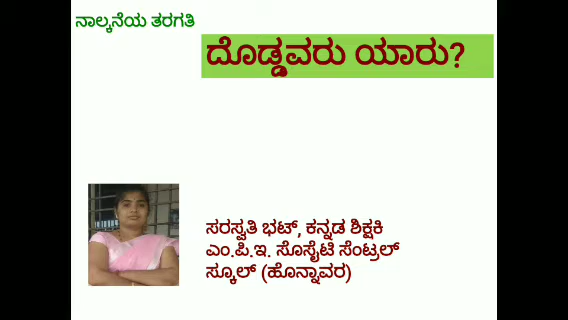 ನಾಲ್ಕನೆಯ ತರಗತಿ
ದೊಡ್ಡವರು ಯಾರು?
ಸರಸ್ವತಿ ಭಟ್, ಕನ್ನಡ ಶಿಕ್ಷಕಿ
ಎಂ.ಪಿ.ಇ. ಸೊಸೈಟಿ ಸೆಂಟ್ರಲ್
ಸ್ಕೂಲ್ (ಹೊನ್ನಾವರ)